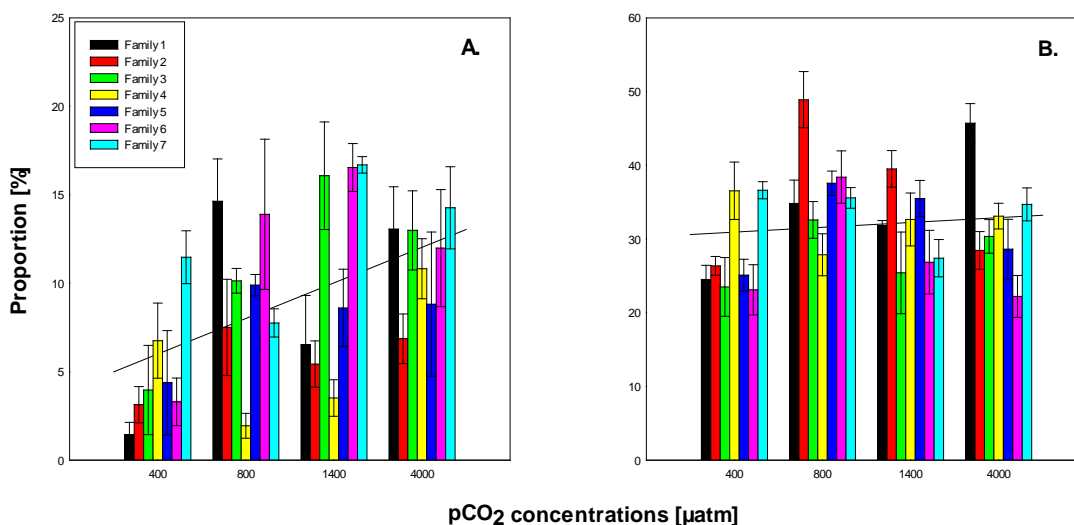 A.
B.
Family 1
Family 2
Family 3
Family 4
Family 5
Family 6
Family 7
Proportion [%]
25
20
15
10
5
0
60
50
40
30
20
10
0
400 800 1400 4000
400 800 1400 4000
pCO2 concentrations [µatm]